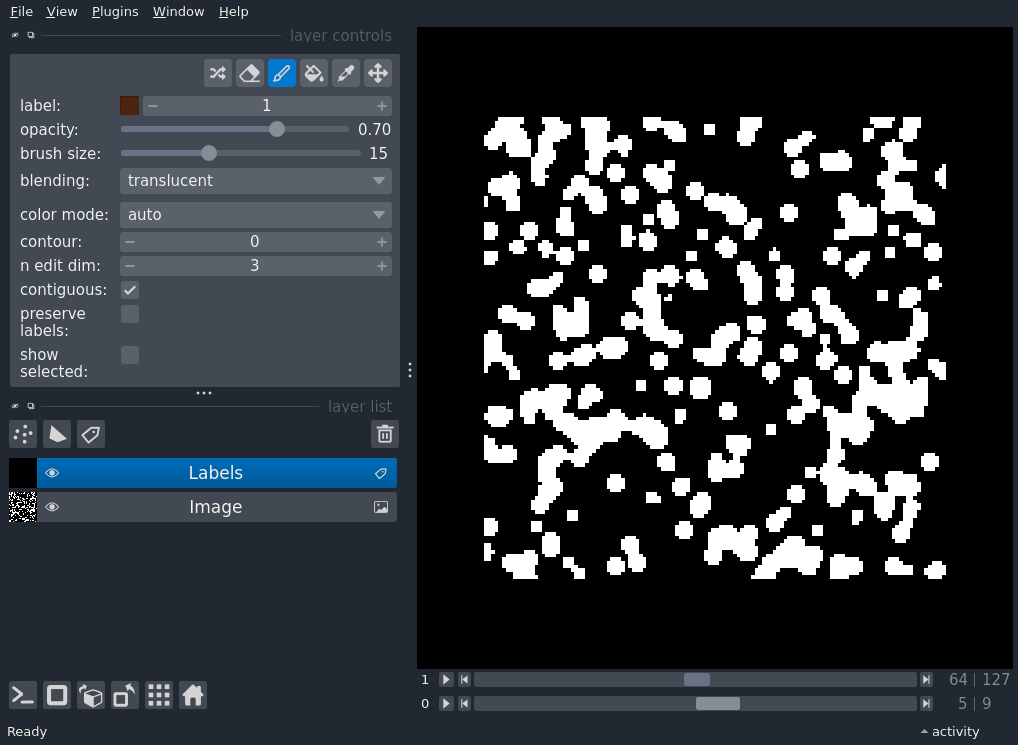 File View Plugins Window Help
layer controls
label: 1
opacity: 0.70
brush size: 15
blending: translucent
color mode: auto
contour: 0
n edit dim: 3
contiguous:
preserve
labels:
show
selected:
layer list
Labels
Image
1 64 | 127
0 5 | 9
Ready activity